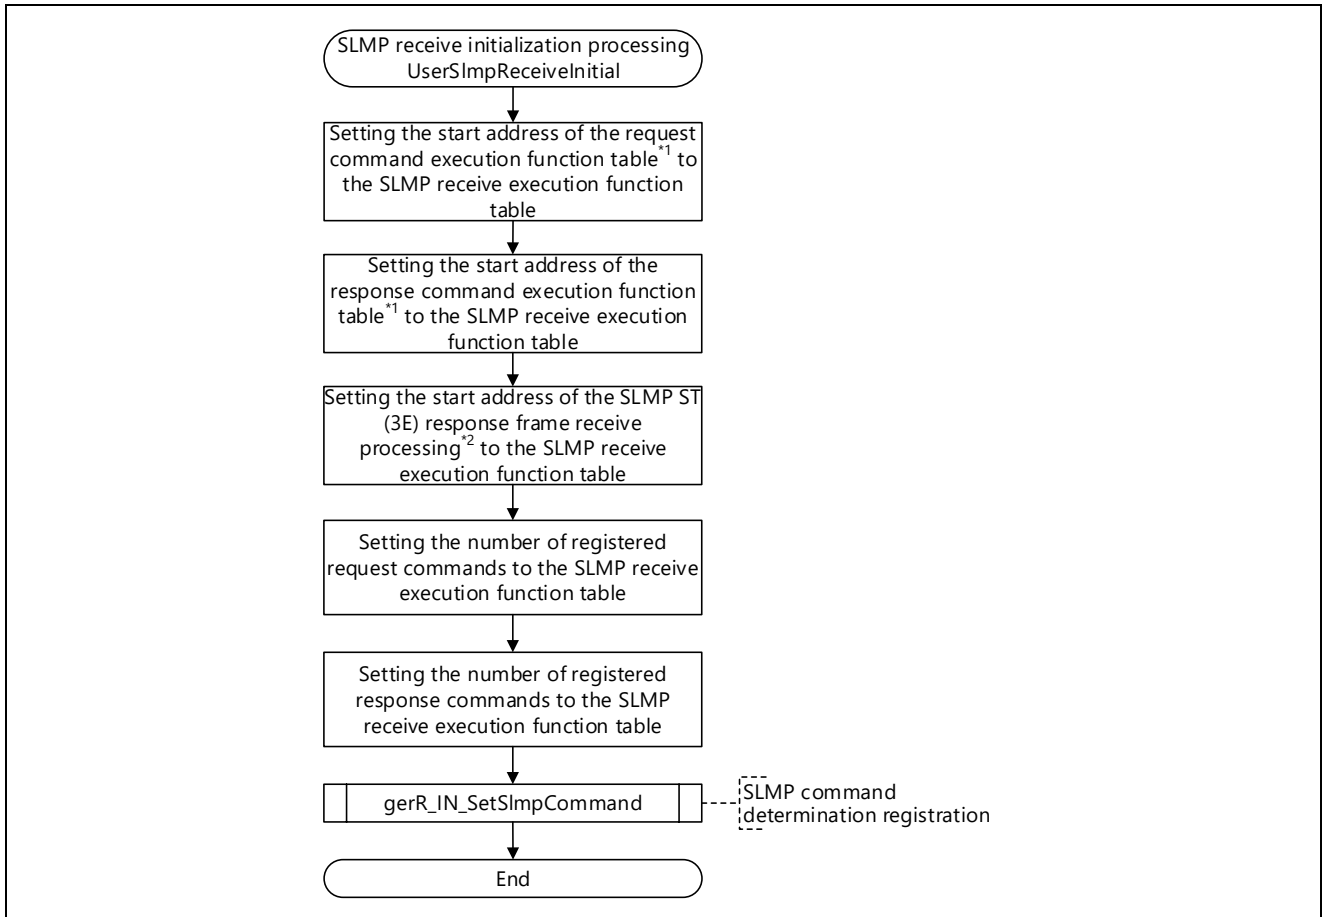 SLMP receive initialization processing
UserSlmpReceiveInitial
Setting the start address of the request
command execution function table*1 to
the SLMP receive execution function
table
Setting the start address of the
response command execution function
table*1 to the SLMP receive execution
function table
Setting the start address of the SLMP ST
(3E) response frame receive
processing*2 to the SLMP receive
execution function table
Setting the number of registered
request commands to the SLMP receive
execution function table
Setting the number of registered
response commands to the SLMP
receive execution function table
gerR_IN_SetSlmpCommand
SLMP command
determination registration
End